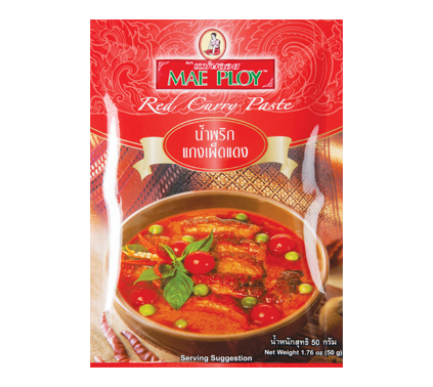 แม่พลอย
MAE PLOY
Red Curry Paste
น้ำพริก
แกงเผ็ดแดง
น้ำหนักสุทธิ 50 กรัม
Net Weight 1.76 oz (50 g)
Serving Suggestion